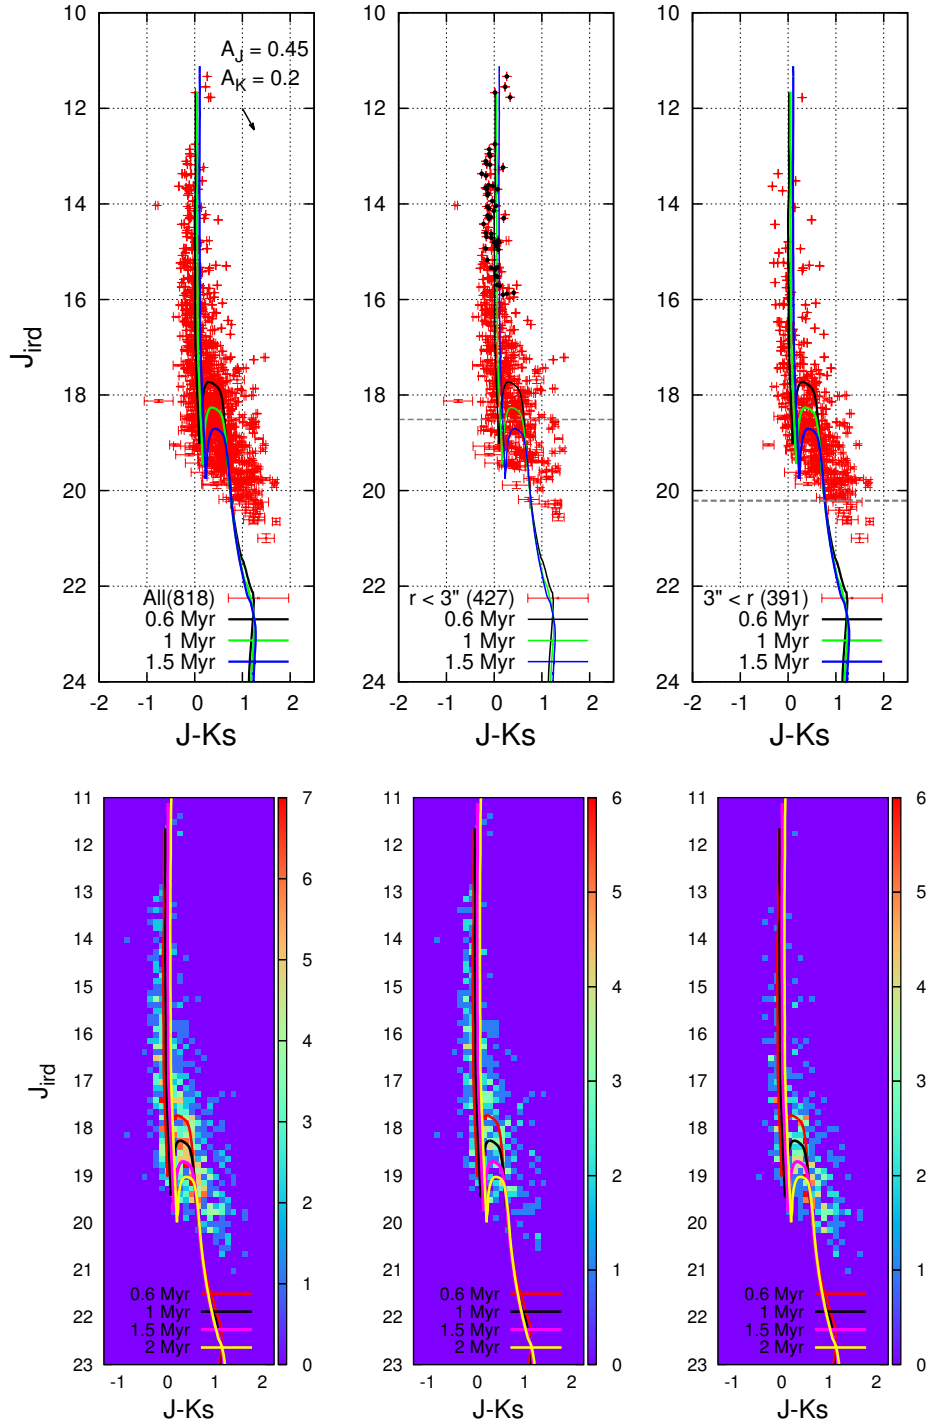 10
12
14
16
18
20
22
24
J_ird
A_J = 0.45
A_K = 0.2
All(818)
0.6 Myr
1 Myr
1.5 Myr
-2 -1 0 1 2
J-Ks
10
12
14
16
18
20
22
24
r < 3" (427)
0.6 Myr
1 Myr
1.5 Myr
-2 -1 0 1 2
J-Ks
10
12
14
16
18
20
22
24
3" < r (391)
0.6 Myr
1 Myr
1.5 Myr
-2 -1 0 1 2
J-Ks
11
12
13
14
15
16
17
18
19
20
21
22
23
J_ird
0.6 Myr
1 Myr
1.5 Myr
2 Myr
-1 0 1 2
J-Ks
7
6
5
4
3
2
1
0
11
12
13
14
15
16
17
18
19
20
21
22
23
0.6 Myr
1 Myr
1.5 Myr
2 Myr
-1 0 1 2
J-Ks
6
5
4
3
2
1
0
11
12
13
14
15
16
17
18
19
20
21
22
23
0.6 Myr
1 Myr
1.5 Myr
2 Myr
-1 0 1 2
J-Ks
6
5
4
3
2
1
0